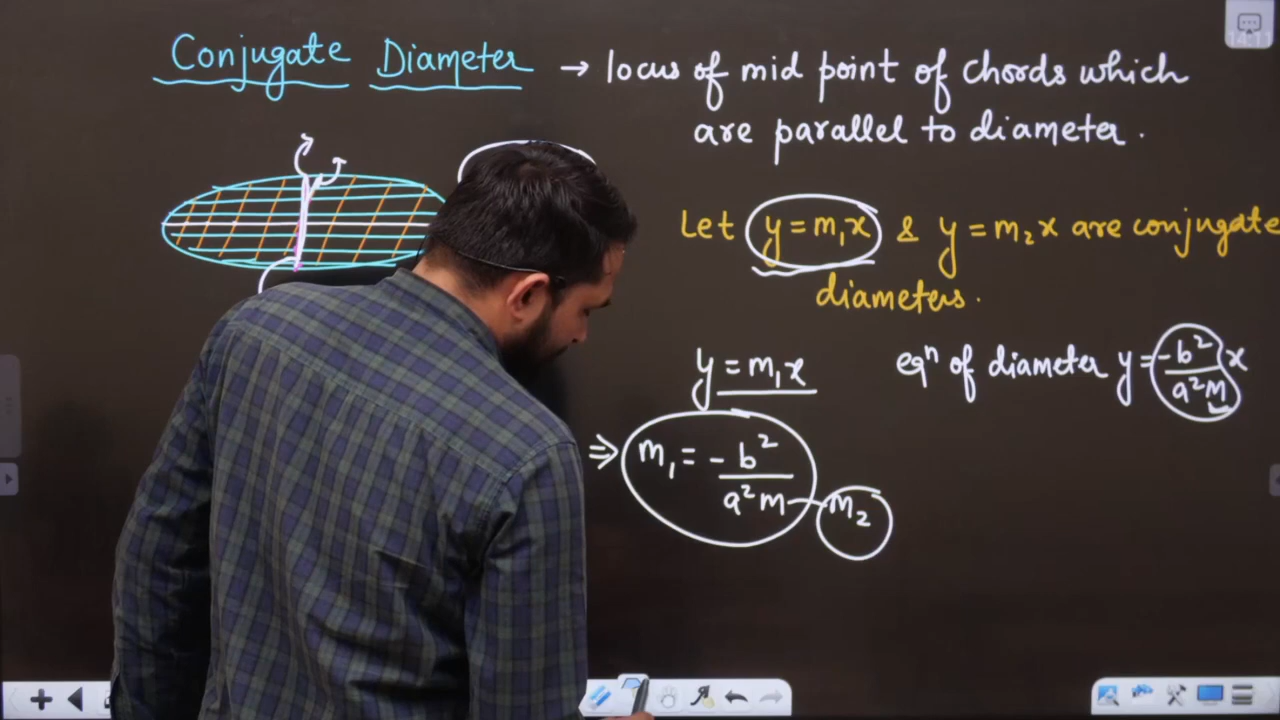 Conjugate Diameter → locus of mid point of chords which
are parallel to diameter.
Let y = m₁x & y = m₂x are conjugate
diameters.
y = m₁x
eqⁿ of diameter y = -b²/a²m x
⇒ m₁ = -b²/a²m - m₂